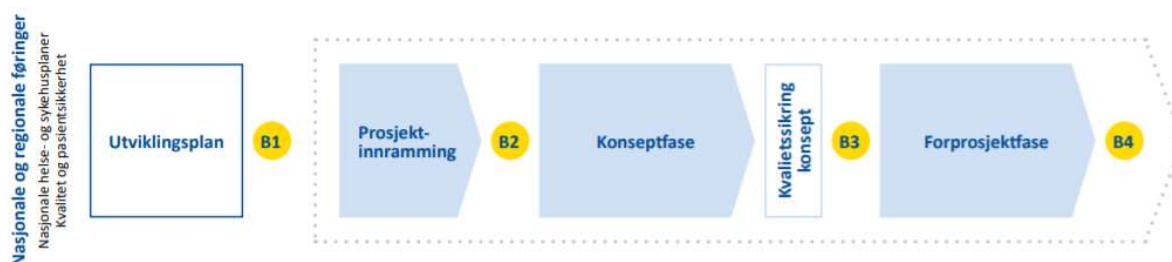 Nasjonale og regionale føringer
Nasjonale helse- og sykehusplaner
Kvalitet og pasientsikkerhet
Utviklingsplan
B1
Prosjekt-
innramming
B2
Konseptfase
Kvalietssikring
konsept
B3
Forprosjektfase
B4